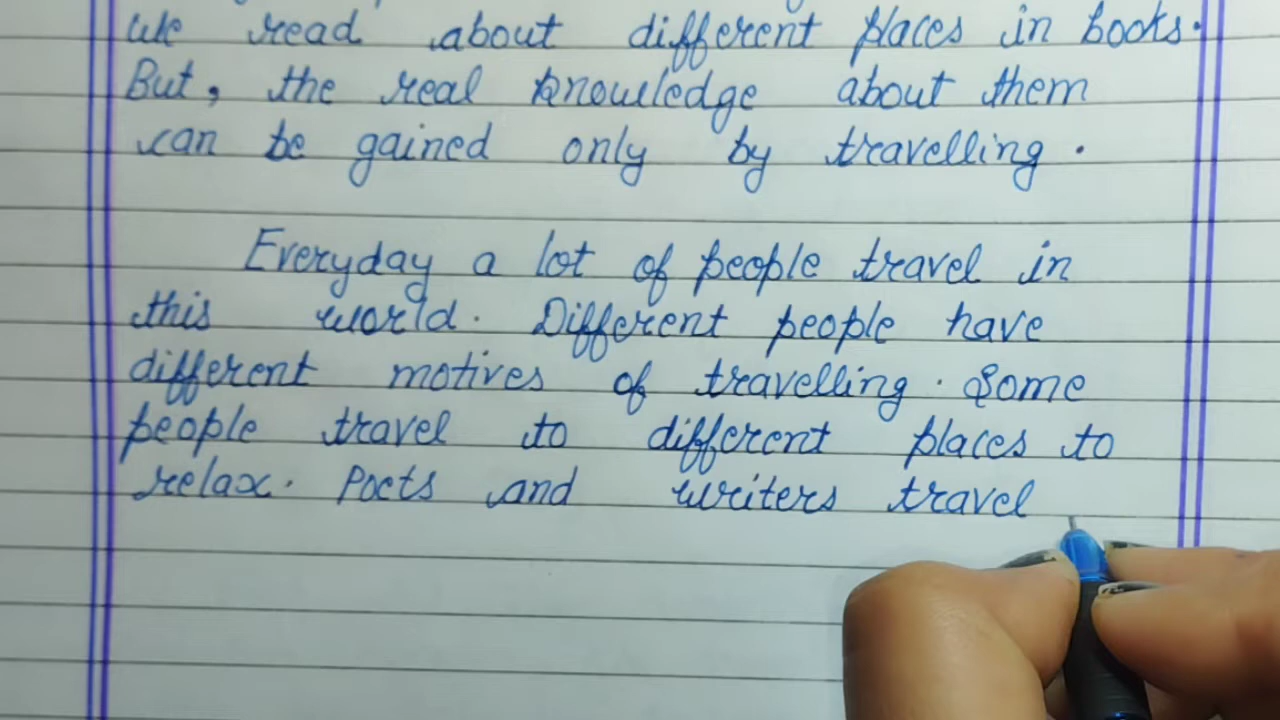 we read about different places in books.
But, the real knowledge about them
can be gained only by travelling.
Everyday a lot of people travel in
this world. Different people have
different motives of travelling. Some
people travel to different places to
relax. Poets and writers travel